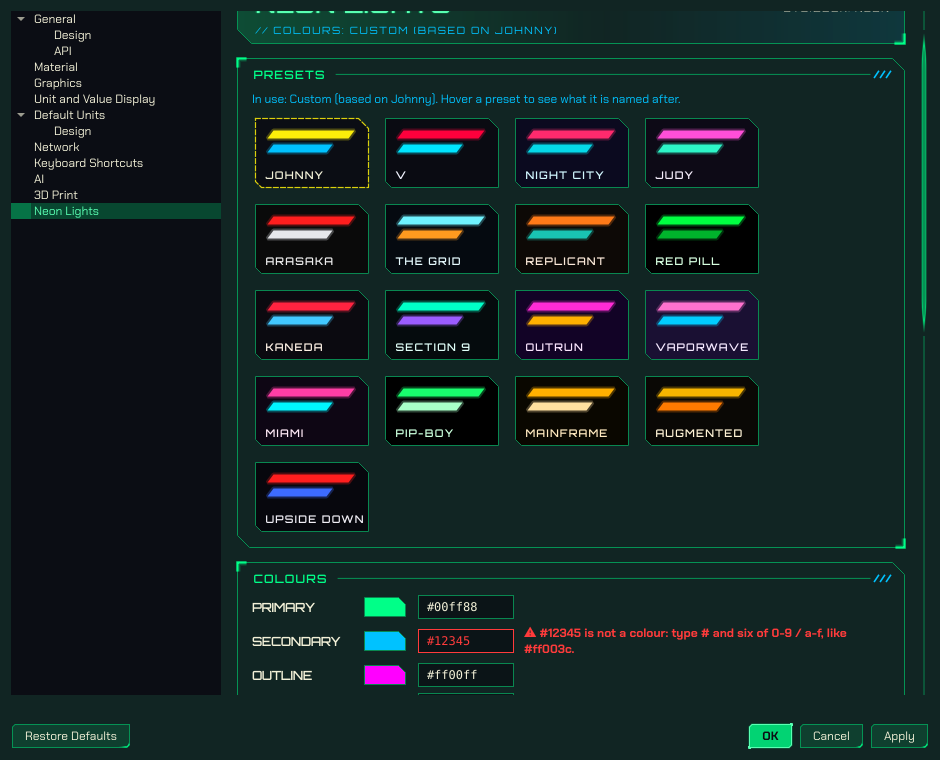 General
Design
API
Material
Graphics
Unit and Value Display
Default Units
Design
Network
Keyboard Shortcuts
AI
3D Print
Neon Lights
// COLOURS: CUSTOM (BASED ON JOHNNY)
PRESETS
In use: Custom (based on Johnny). Hover a preset to see what it is named after.
JOHNNY
V
NIGHT CITY
JUDY
ARASAKA
THE GRID
REPLICANT
RED PILL
KANEDA
SECTION 9
OUTRUN
VAPORWAVE
MIAMI
PIP-BOY
MAINFRAME
AUGMENTED
UPSIDE DOWN
COLOURS
PRIMARY
#00ff88
SECONDARY
#12345
#12345 is not a colour: type # and six of 0-9 / a-f, like
#ff003c.
OUTLINE
#ff00ff
Restore Defaults
OK
Cancel
Apply